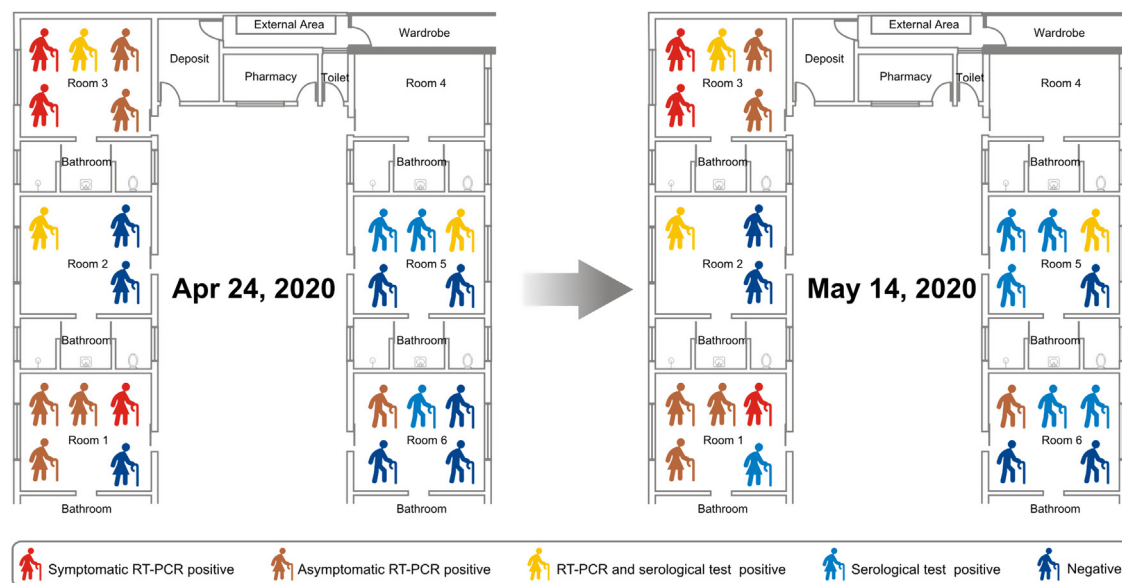 External Area
Wardrobe
Deposit
Pharmacy
Toilet
Room 3
Room 4
Bathroom
Bathroom
Room 2
Room 5
Apr 24, 2020
Bathroom
Bathroom
Room 1
Room 6
Bathroom
Bathroom
External Area
Wardrobe
Deposit
Pharmacy
Toilet
Room 3
Room 4
Bathroom
Bathroom
Room 2
Room 5
May 14, 2020
Bathroom
Bathroom
Room 1
Room 6
Bathroom
Bathroom
Symptomatic RT-PCR positive
Asymptomatic RT-PCR positive
RT-PCR and serological test positive
Serological test positive
Negative